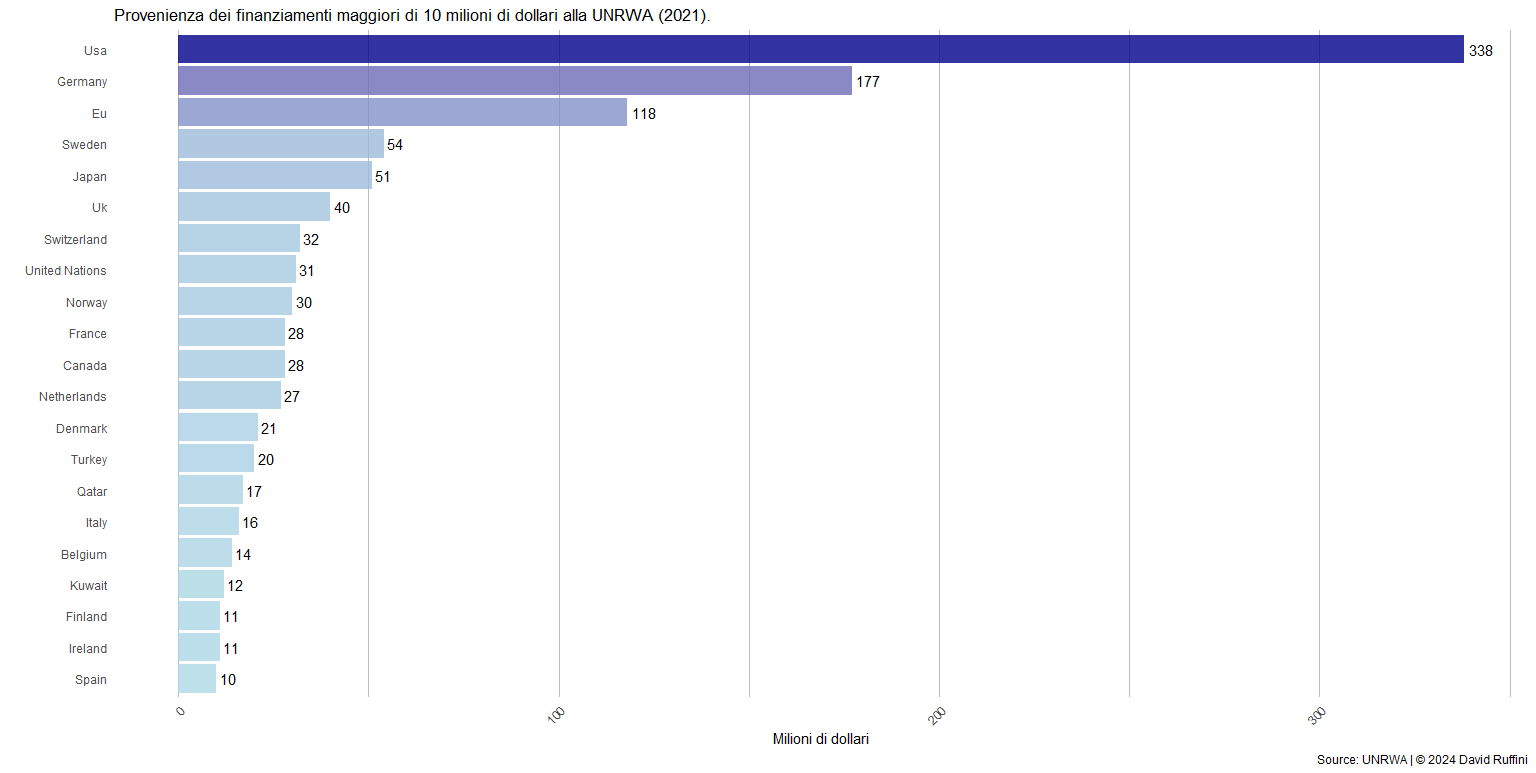 Provenienza dei finanziamenti maggiori di 10 milioni di dollari alla UNRWA (2021).
Usa 338
Germany 177
Eu 118
Sweden 54
Japan 51
Uk 40
Switzerland 32
United Nations 31
Norway 30
France 28
Canada 28
Netherlands 27
Denmark 21
Turkey 20
Qatar 17
Italy 16
Belgium 14
Kuwait 12
Finland 11
Ireland 11
Spain 10
0 100 200 300
Milioni di dollari
Source: UNRWA | © 2024 David Ruffini